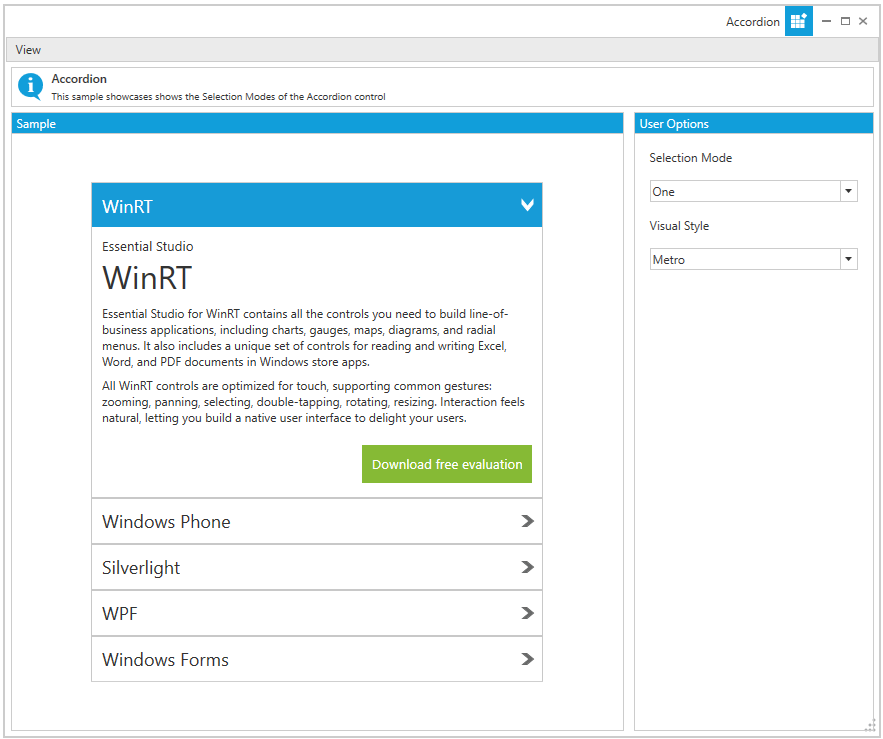 Accordion
View
Accordion
This sample showcases shows the Selection Modes of the Accordion control
Sample
User Options
WinRT
Essential Studio
WinRT
Essential Studio for WinRT contains all the controls you need to build line-of-
business applications, including charts, gauges, maps, diagrams, and radial
menus. It also includes a unique set of controls for reading and writing Excel,
Word, and PDF documents in Windows store apps.
All WinRT controls are optimized for touch, supporting common gestures:
zooming, panning, selecting, double-tapping, rotating, resizing. Interaction feels
natural, letting you build a native user interface to delight your users.
Download free evaluation
Windows Phone
Silverlight
WPF
Windows Forms
Selection Mode
One
Visual Style
Metro